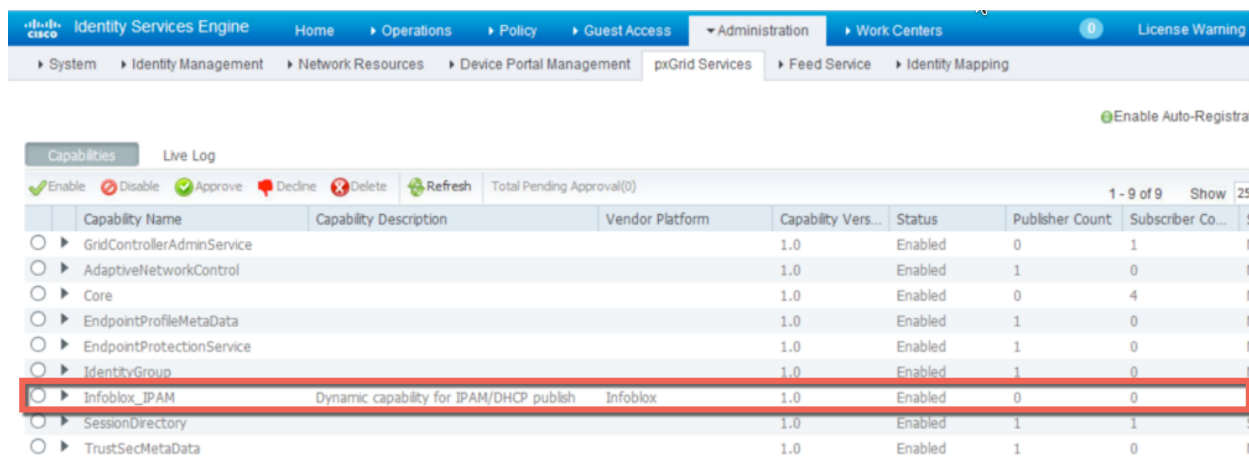 cisco Identity Services Engine Home Operations Policy Guest Access Administration Work Centers 0 License Warning
System Identity Management Network Resources Device Portal Management pxGrid Services Feed Service Identity Mapping
Enable Auto-Registra
Capabilities Live Log
Enable Disable Approve Decline Delete Refresh Total Pending Approval(0)
1 - 9 of 9 Show 25
Capability Name Capability Description Vendor Platform Capability Vers... Status Publisher Count Subscriber Co...
GridControllerAdminService 1.0 Enabled 0 1
AdaptiveNetworkControl 1.0 Enabled 1 0
Core 1.0 Enabled 0 4
EndpointProfileMetaData 1.0 Enabled 1 0
EndpointProtectionService 1.0 Enabled 1 0
IdentityGroup 1.0 Enabled 1 0
Infoblox_IPAM Dynamic capability for IPAM/DHCP publish Infoblox 1.0 Enabled 0 0
SessionDirectory 1.0 Enabled 1 1
TrustSecMetaData 1.0 Enabled 1 0